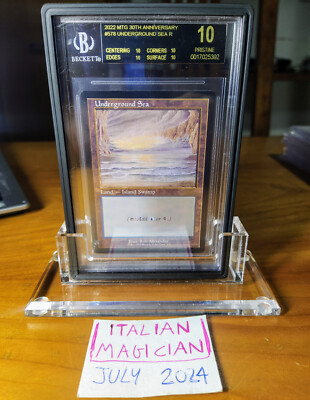 2022 MTG 30TH ANNIVERSARY
#578 UNDERGROUND SEA R
CENTERING 10 CORNERS 10
EDGES 10 SURFACE 10
10
PRISTINE
0017025392
BECKETT
Underground Sea
Land — Island Swamp
ITALIAN
MAGICIAN
JULY 2024